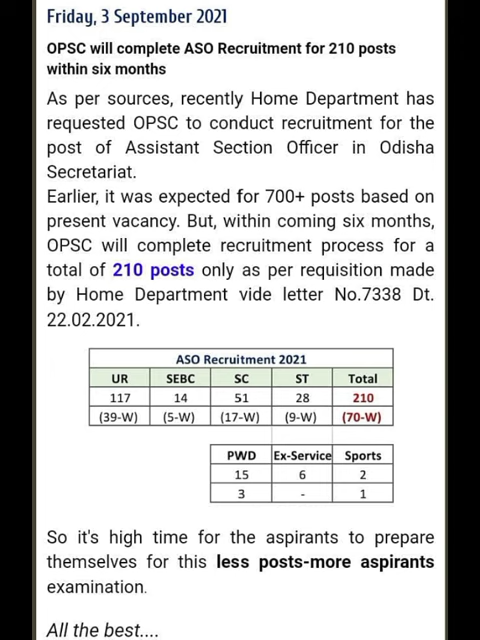 Friday, 3 September 2021
OPSC will complete ASO Recruitment for 210 posts
within six months
As per sources, recently Home Department has
requested OPSC to conduct recruitment for the
post of Assistant Section Officer in Odisha
Secretariat.
Earlier, it was expected for 700+ posts based on
present vacancy. But, within coming six months,
OPSC will complete recruitment process for a
total of 210 posts only as per requisition made
by Home Department vide letter No.7338 Dt.
22.02.2021.
ASO Recruitment 2021
UR SEBC SC ST Total
117 14 51 28 210
(39-W) (5-W) (17-W) (9-W) (70-W)
PWD Ex-Service Sports
15 6 2
3 - 1
So it's high time for the aspirants to prepare
themselves for this less posts-more aspirants
examination.
All the best....